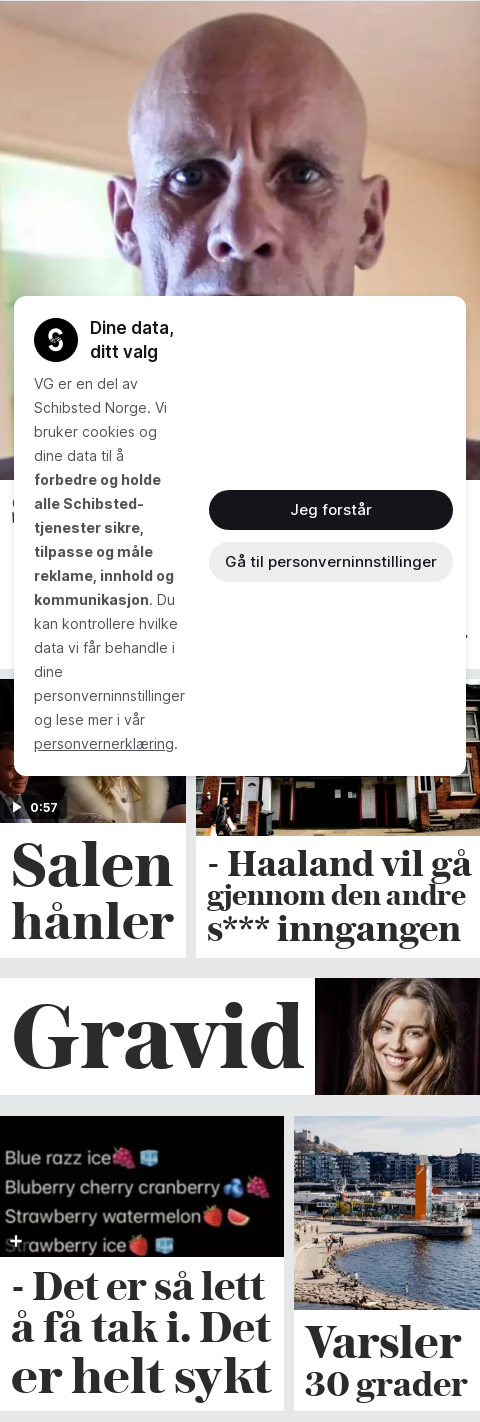 Dine data,
ditt valg
VG er en del av
Schibsted Norge. Vi
bruker cookies og
dine data til å
forbedre og holde
alle Schibsted-
tjenester sikre,
tilpasse og måle
reklame, innhold og
kommunikasjon. Du
kan kontrollere hvilke
data vi får behandle i
dine
personverninnstillinger
og lese mer i vår
personvernerklæring.
Jeg forstår
Gå til personverninnstillinger
0:57
Salen
hånler
- Haaland vil gå
gjennom den andre
s*** inngangen
Gravid
Blue razz ice🍇🧊
Bluberry cherry cranberry🫐🍇
Strawberry watermelon🍓🍉
Strawberry ice🍓🧊
- Det er så lett
å få tak i. Det
er helt sykt
Varsler
30 grader